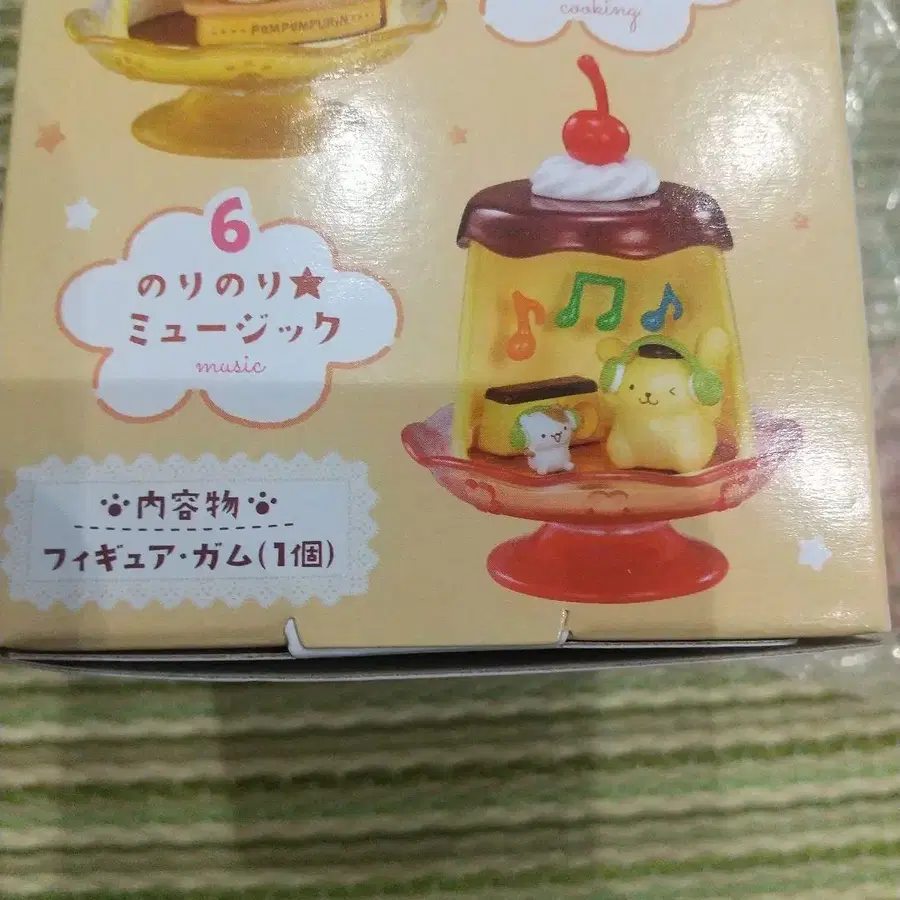 POMPOMPURIN
cooking
6
のりのり★
ミュージック
music
内容物
フィギュア・ガム(1個)